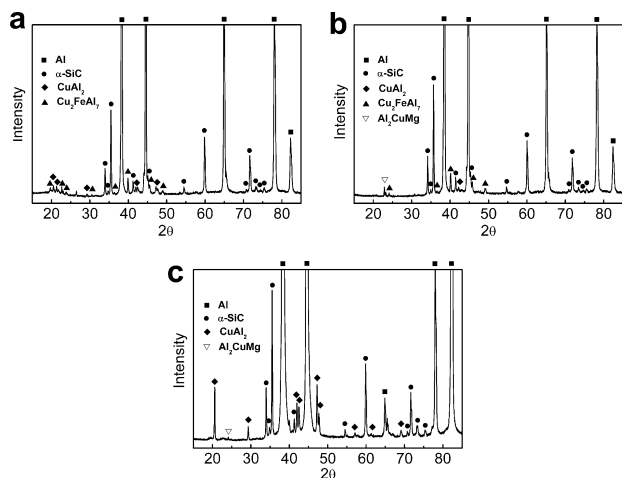 a
■ Al
● α-SiC
◆ CuAl₂
▲ Cu₂FeAl₇
Intensity
20 30 40 50 60 70 80
2θ
b
■ Al
● α-SiC
◆ CuAl₂
▲ Cu₂FeAl₇
▽ Al₂CuMg
Intensity
20 30 40 50 60 70 80
2θ
c
■ Al
● α-SiC
◆ CuAl₂
▽ Al₂CuMg
Intensity
20 30 40 50 60 70 80
2θ